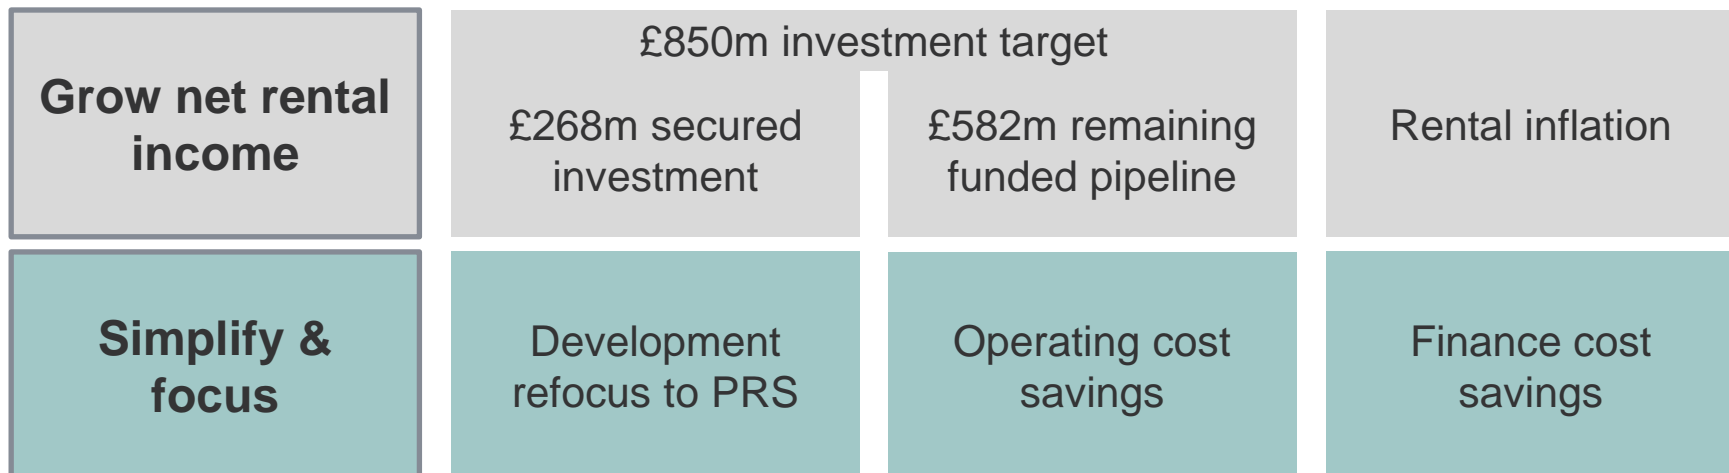 Grow net rental
income
£850m investment target
£268m secured
investment
£582m remaining
funded pipeline
Rental inflation
Simplify &
focus
Development
refocus to PRS
Operating cost
savings
Finance cost
savings